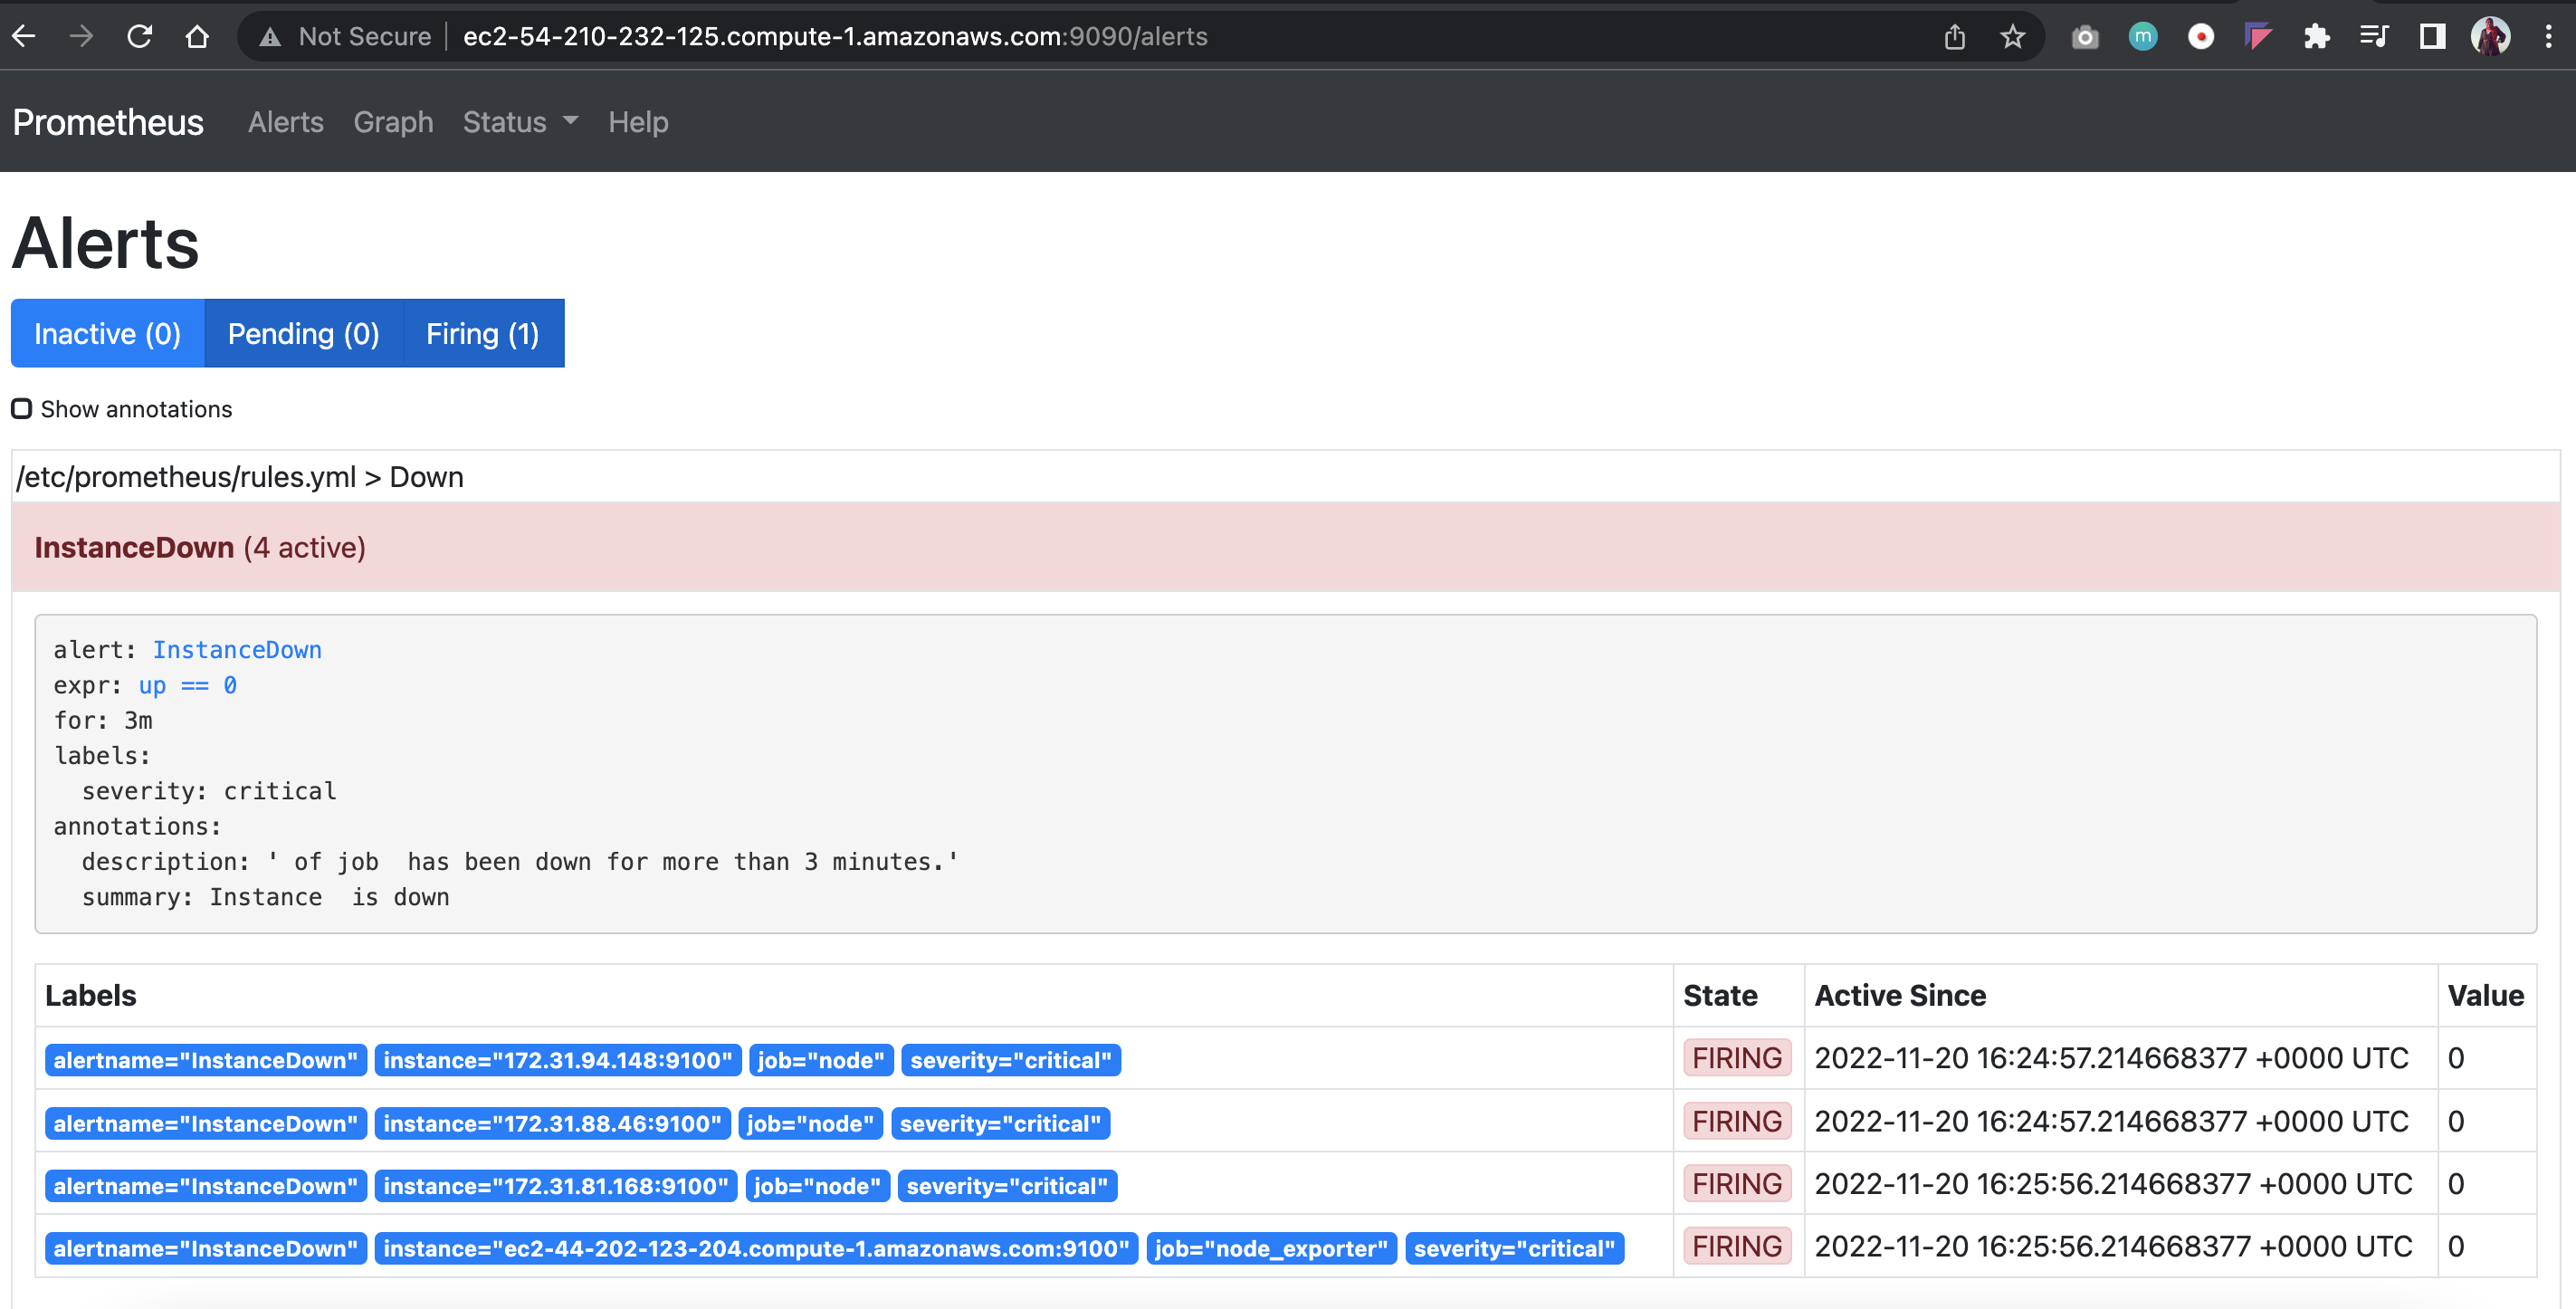 Not Secure | ec2-54-210-232-125.compute-1.amazonaws.com:9090/alerts
m
Prometheus Alerts Graph Status Help
Alerts
Inactive (0) Pending (0) Firing (1)
Show annotations
/etc/prometheus/rules.yml > Down
InstanceDown (4 active)
alert: InstanceDown
expr: up == 0
for: 3m
labels:
  severity: critical
annotations:
  description: ' of job  has been down for more than 3 minutes.'
  summary: Instance  is down
Labels State Active Since Value
alertname="InstanceDown" instance="172.31.94.148:9100" job="node" severity="critical" FIRING 2022-11-20 16:24:57.214668377 +0000 UTC 0
alertname="InstanceDown" instance="172.31.88.46:9100" job="node" severity="critical" FIRING 2022-11-20 16:24:57.214668377 +0000 UTC 0
alertname="InstanceDown" instance="172.31.81.168:9100" job="node" severity="critical" FIRING 2022-11-20 16:25:56.214668377 +0000 UTC 0
alertname="InstanceDown" instance="ec2-44-202-123-204.compute-1.amazonaws.com:9100" job="node_exporter" severity="critical" FIRING 2022-11-20 16:25:56.214668377 +0000 UTC 0